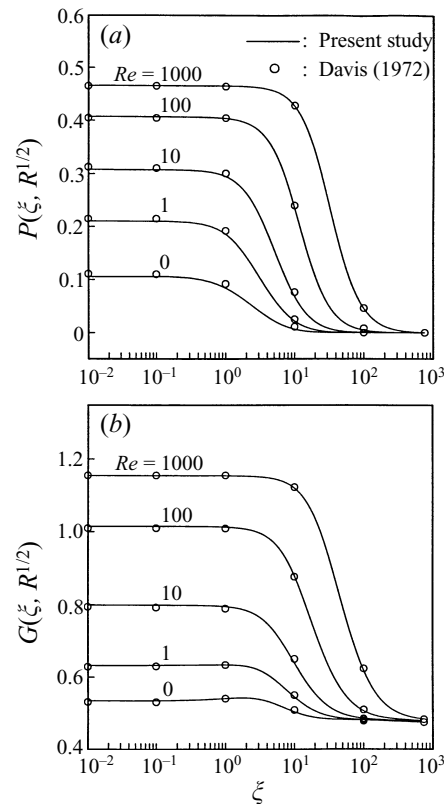 (a)
— : Present study
○ : Davis (1972)
0.6
0.5
0.4
0.3
0.2
0.1
0
P(ξ, R^{1/2})
Re = 1000
100
10
1
0
10^{−2} 10^{−1} 10^{0} 10^{1} 10^{2} 10^{3}
(b)
1.2
1.0
0.8
0.6
0.4
G(ξ, R^{1/2})
Re = 1000
100
10
1
0
10^{−2} 10^{−1} 10^{0} 10^{1} 10^{2} 10^{3}
ξ